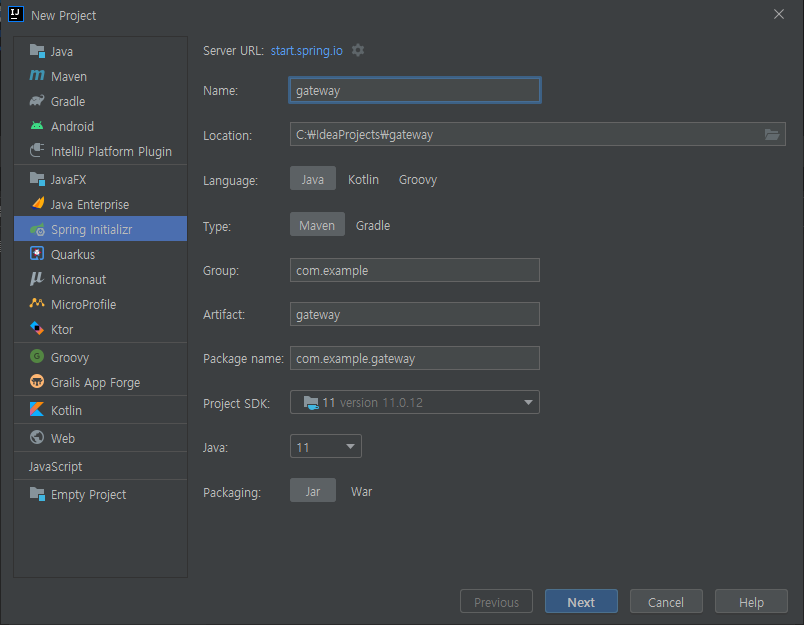 New Project
Java
Maven
Gradle
Android
IntelliJ Platform Plugin
JavaFX
Java Enterprise
Spring Initializr
Quarkus
Micronaut
MicroProfile
Ktor
Groovy
Grails App Forge
Kotlin
Web
JavaScript
Empty Project
Server URL: start.spring.io
Name: gateway
Location: C:₩IdeaProjects₩gateway
Language: Java Kotlin Groovy
Type: Maven Gradle
Group: com.example
Artifact: gateway
Package name: com.example.gateway
Project SDK: 11 version 11.0.12
Java: 11
Packaging: Jar War
Previous Next Cancel Help